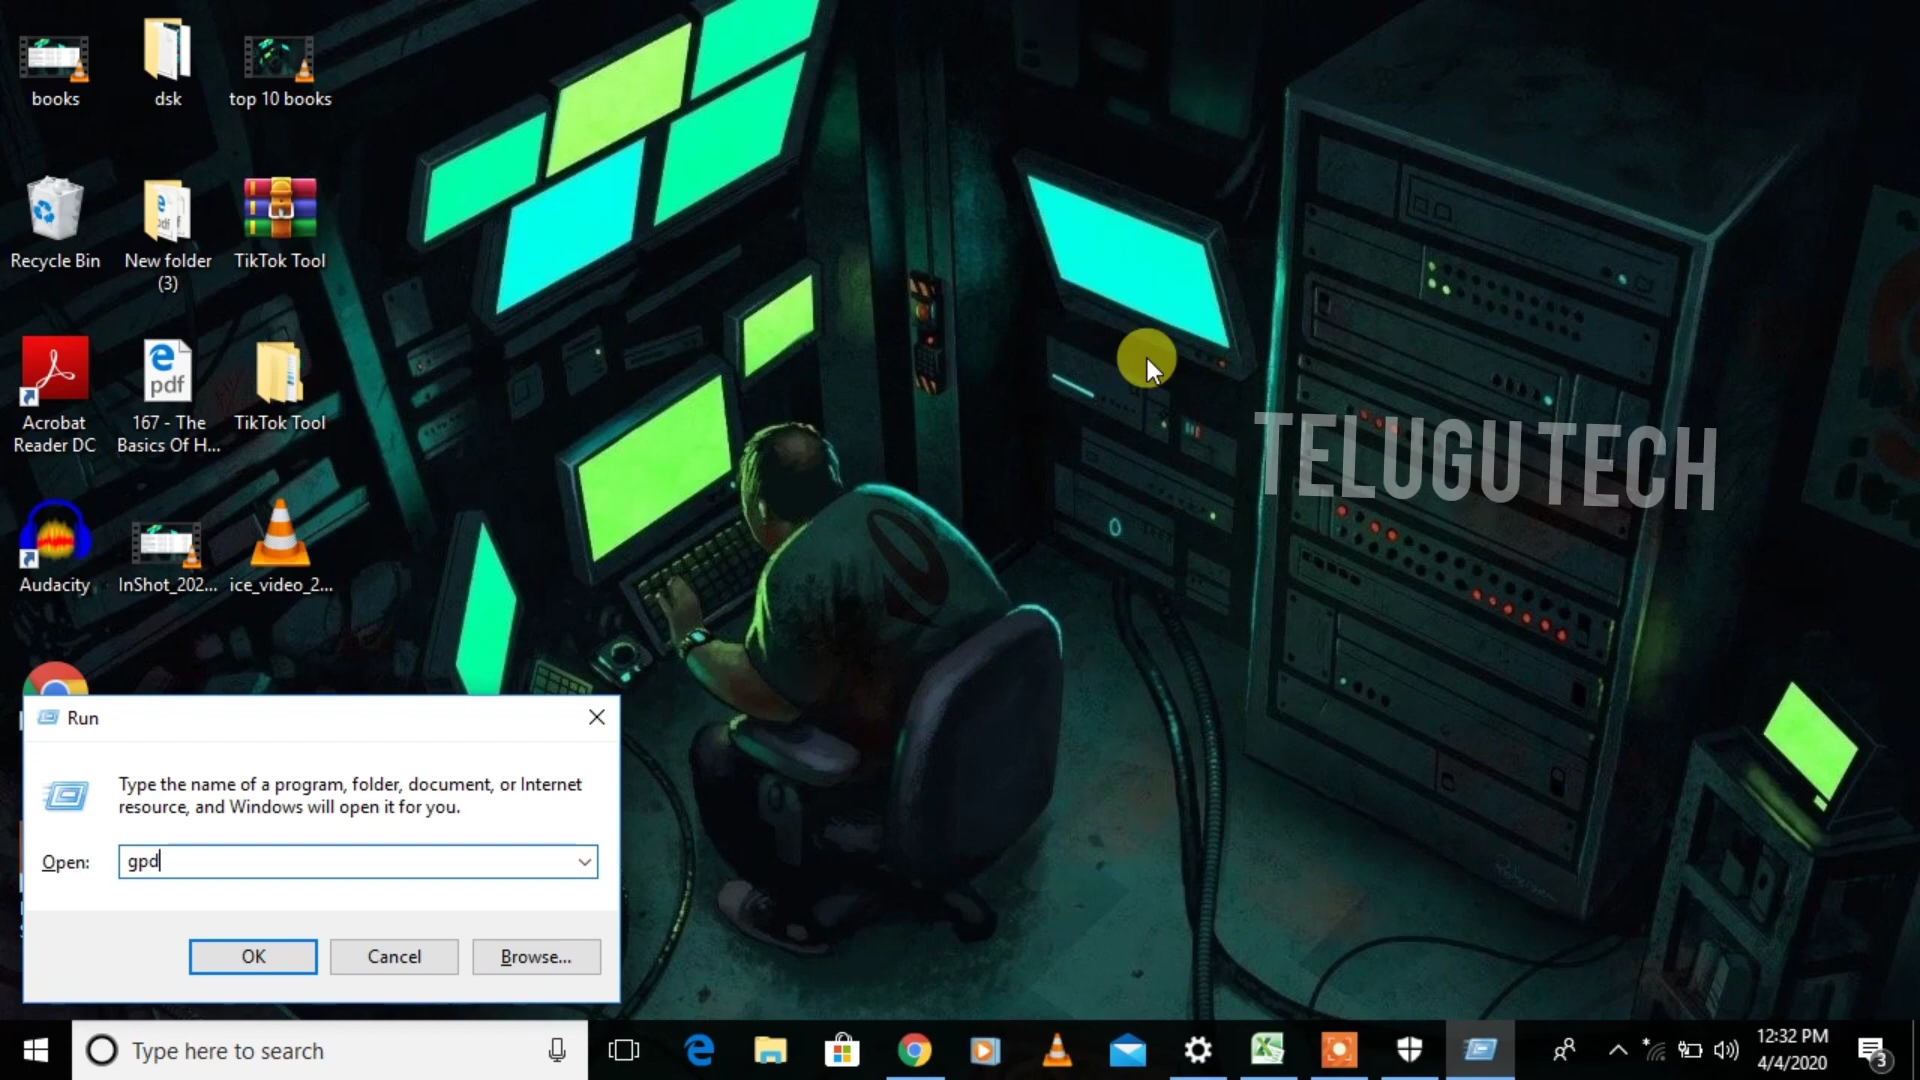 books
dsk
top 10 books
Recycle Bin
New folder
(3)
TikTok Tool
Acrobat
Reader DC
pdf
167 - The
Basics Of H...
TikTok Tool
Audacity
InShot_202...
ice_video_2...
TELUGU TECH
Run
Type the name of a program, folder, document, or Internet
resource, and Windows will open it for you.
Open:
gpd
OK
Cancel
Browse...
Type here to search
12:32 PM
4/4/2020
3